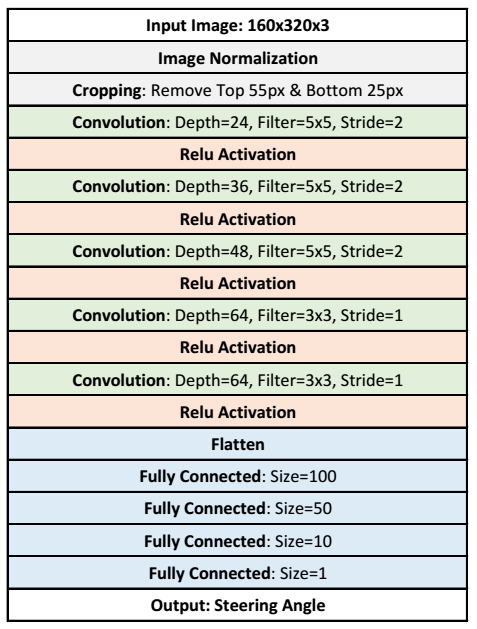 Input Image: 160x320x3
Image Normalization
Cropping: Remove Top 55px & Bottom 25px
Convolution: Depth=24, Filter=5x5, Stride=2
Relu Activation
Convolution: Depth=36, Filter=5x5, Stride=2
Relu Activation
Convolution: Depth=48, Filter=5x5, Stride=2
Relu Activation
Convolution: Depth=64, Filter=3x3, Stride=1
Relu Activation
Convolution: Depth=64, Filter=3x3, Stride=1
Relu Activation
Flatten
Fully Connected: Size=100
Fully Connected: Size=50
Fully Connected: Size=10
Fully Connected: Size=1
Output: Steering Angle